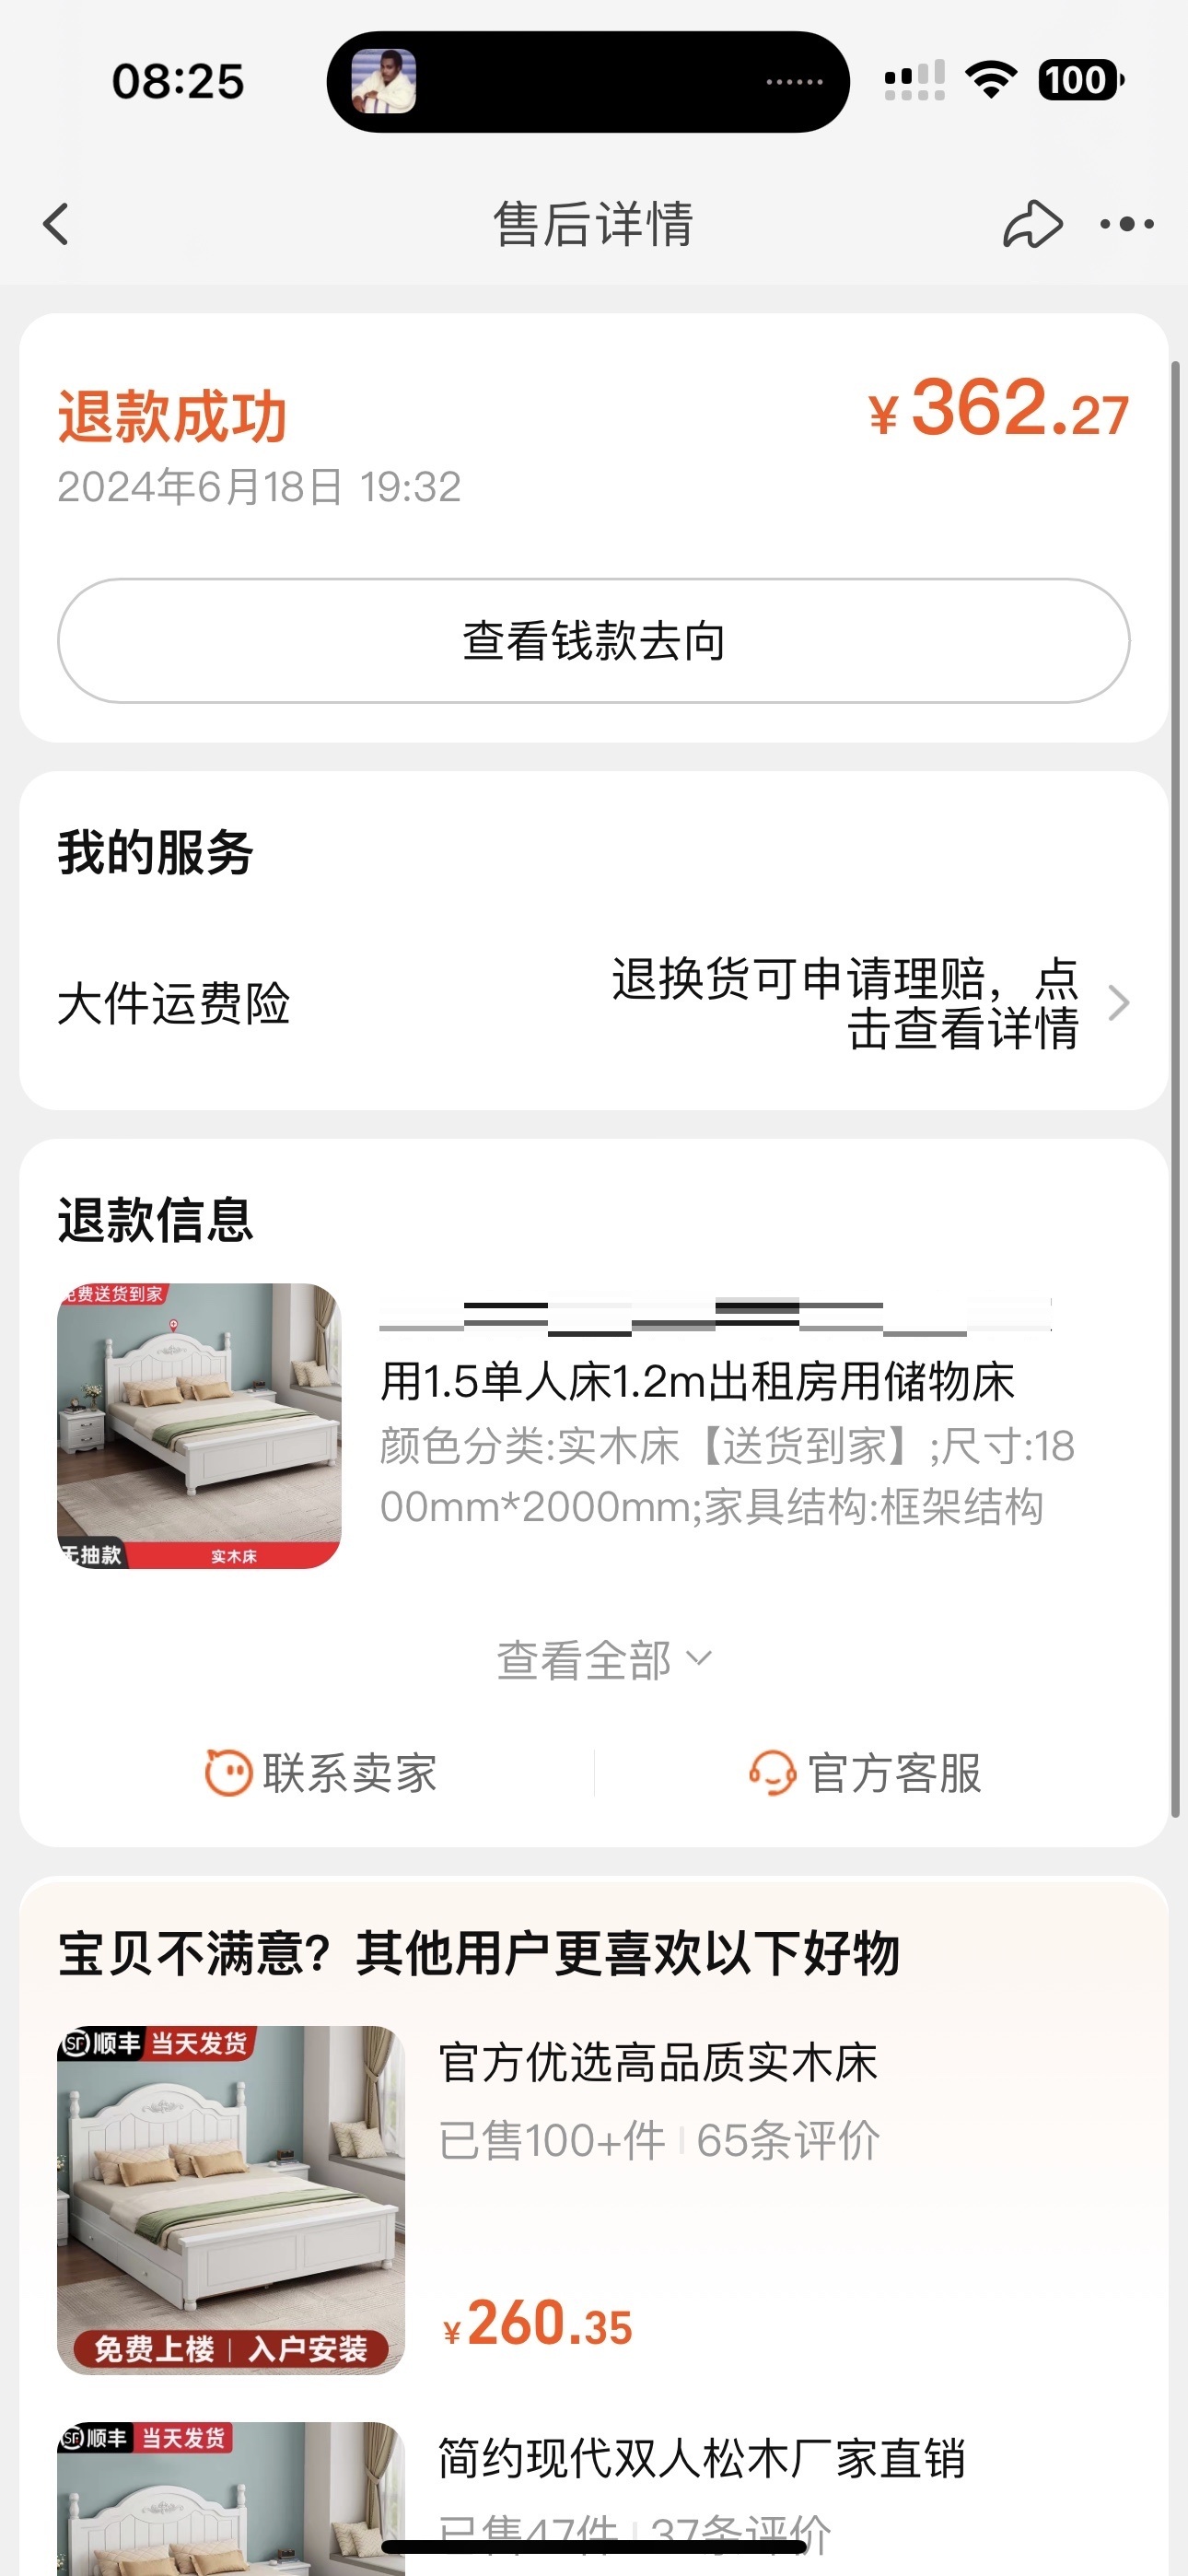 08:25
100
售后详情
退款成功
¥362.27
2024年6月18日 19:32
查看钱款去向
我的服务
大件运费险
退换货可申请理赔，点
击查看详情
退款信息
免费送货到家
无抽款
实木床
用1.5单人床1.2m出租房用储物床
颜色分类:实木床【送货到家】;尺寸:18
00mm*2000mm;家具结构:框架结构
查看全部
联系卖家
官方客服
宝贝不满意？其他用户更喜欢以下好物
SF 顺丰 当天发货
免费上楼 | 入户安装
官方优选高品质实木床
已售100+件 | 65条评价
¥260.35
SF 顺丰 当天发货
简约现代双人松木厂家直销
已售47件 | 37条评价